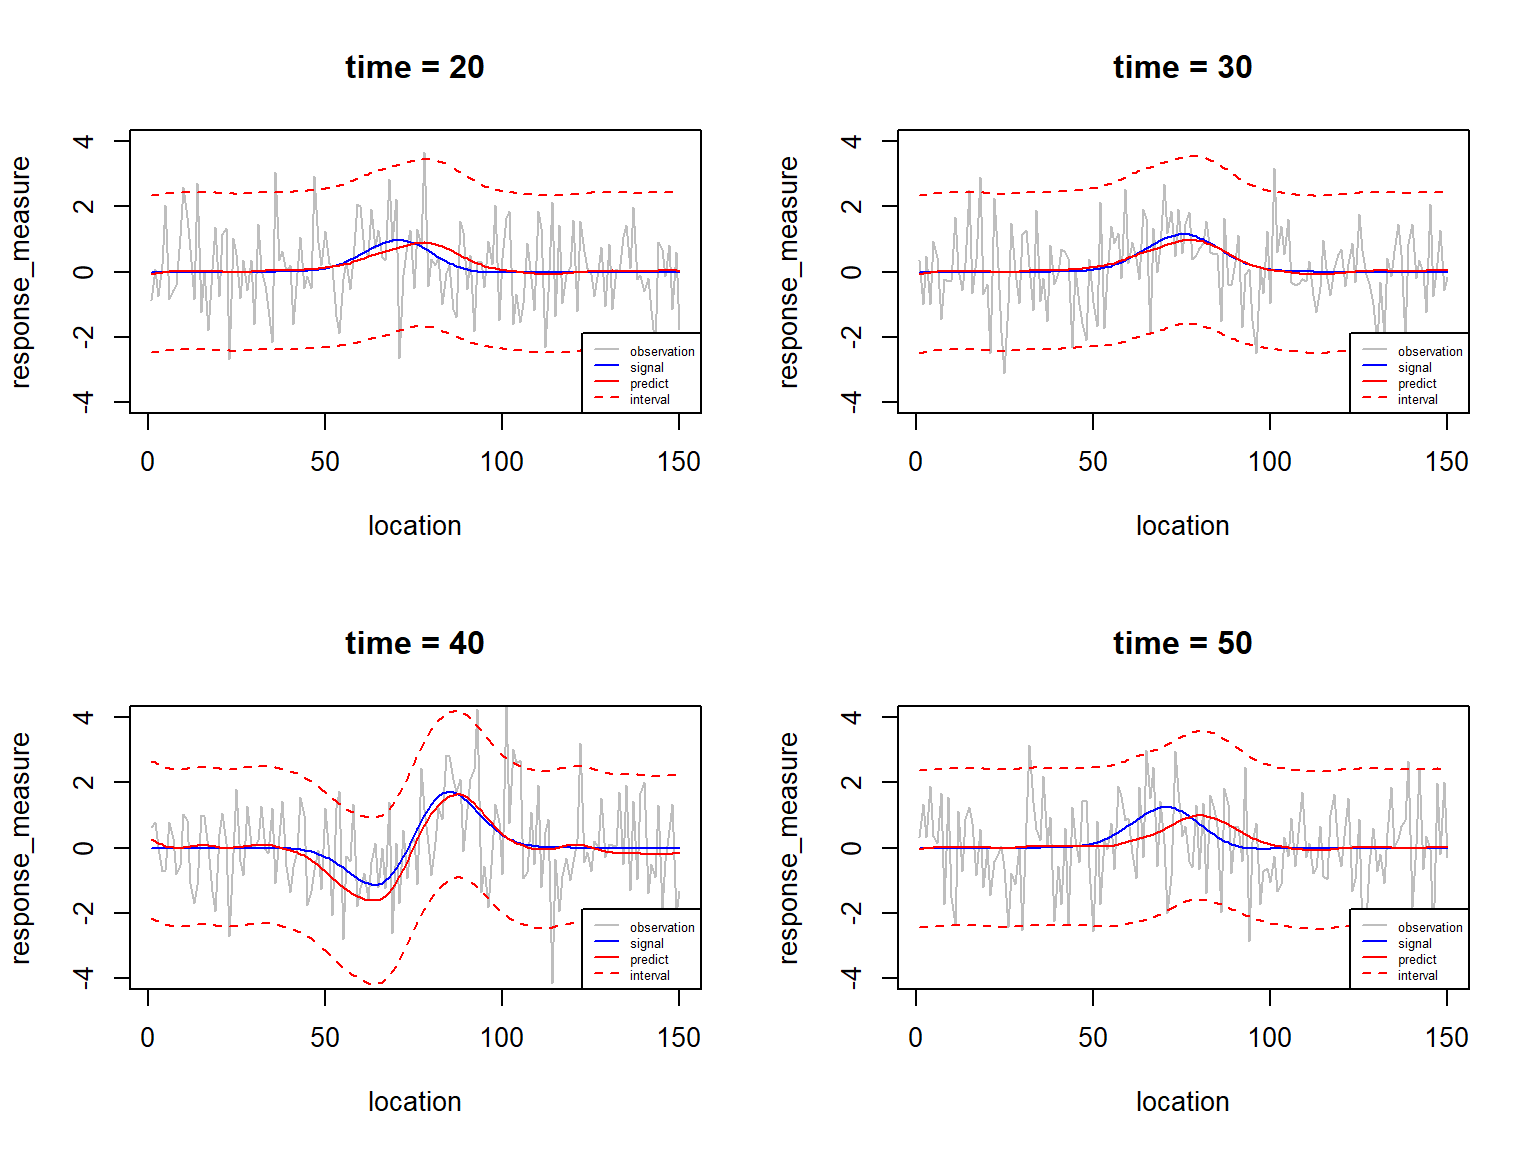 time = 20
response_measure
4
2
0
-2
-4
observation
signal
predict
interval
0 50 100 150
location
time = 30
response_measure
4
2
0
-2
-4
observation
signal
predict
interval
0 50 100 150
location
time = 40
response_measure
4
2
0
-2
-4
observation
signal
predict
interval
0 50 100 150
location
time = 50
response_measure
4
2
0
-2
-4
observation
signal
predict
interval
0 50 100 150
location